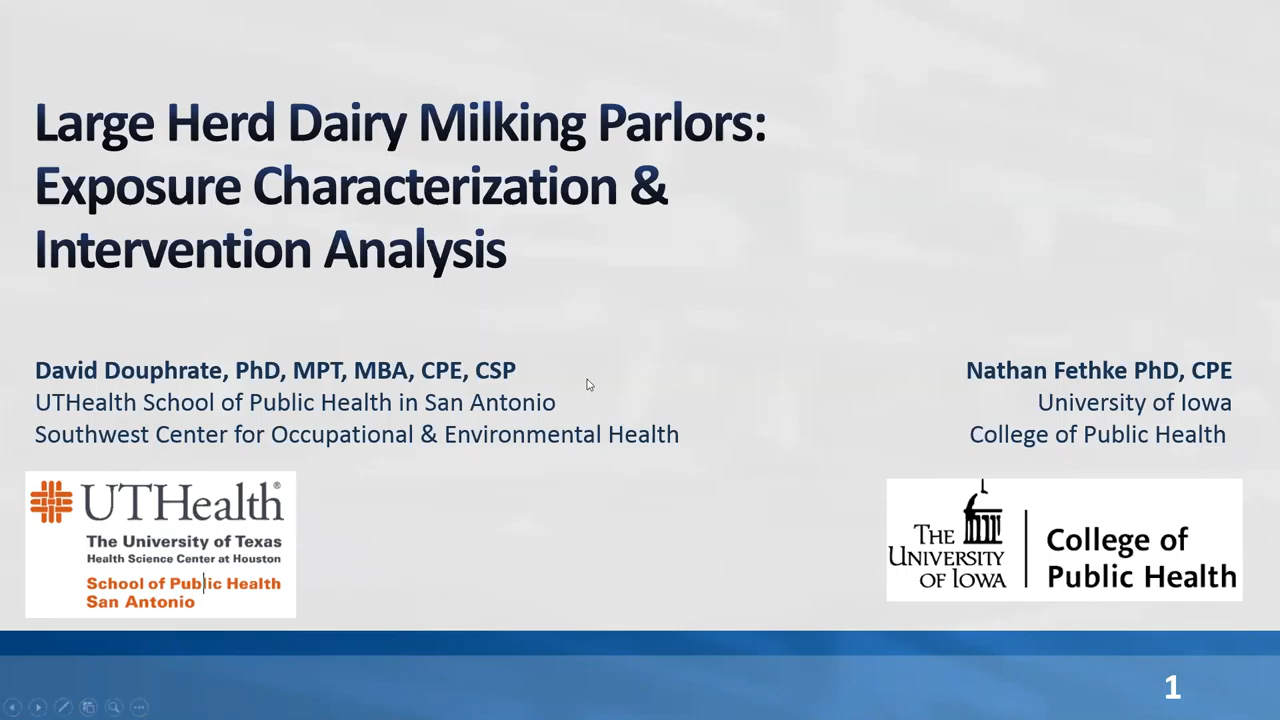 Large Herd Dairy Milking Parlors:
Exposure Characterization &
Intervention Analysis
David Douphrate, PhD, MPT, MBA, CPE, CSP
UTHealth School of Public Health in San Antonio
Southwest Center for Occupational & Environmental Health
Nathan Fethke PhD, CPE
University of Iowa
College of Public Health
UTHealth®
The University of Texas
Health Science Center at Houston
School of Public Health
San Antonio
THE
UNIVERSITY
OF IOWA
College of
Public Health
1